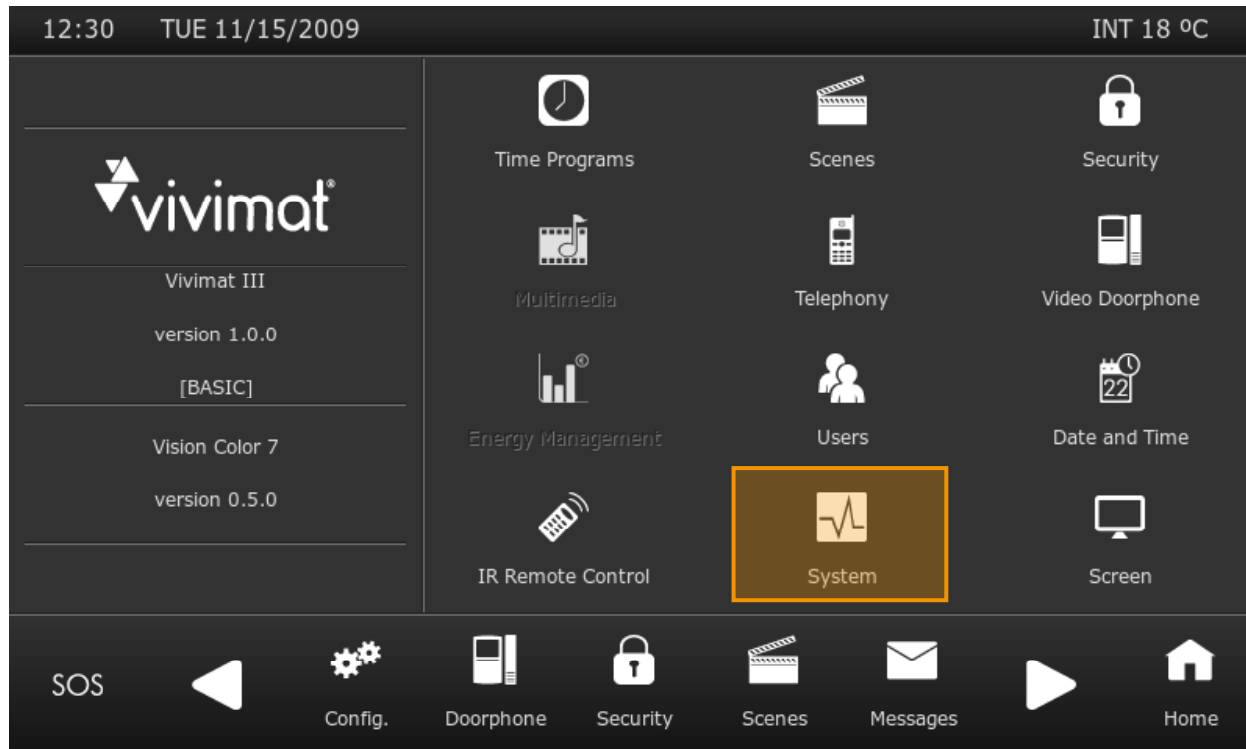 12:30 TUE 11/15/2009 INT 18 ºC
vivimat®
Vivimat III
version 1.0.0
[BASIC]
Vision Color 7
version 0.5.0
Time Programs Scenes Security
Multimedia Telephony Video Doorphone
Energy Management Users Date and Time
22
IR Remote Control System Screen
SOS Config. Doorphone Security Scenes Messages Home